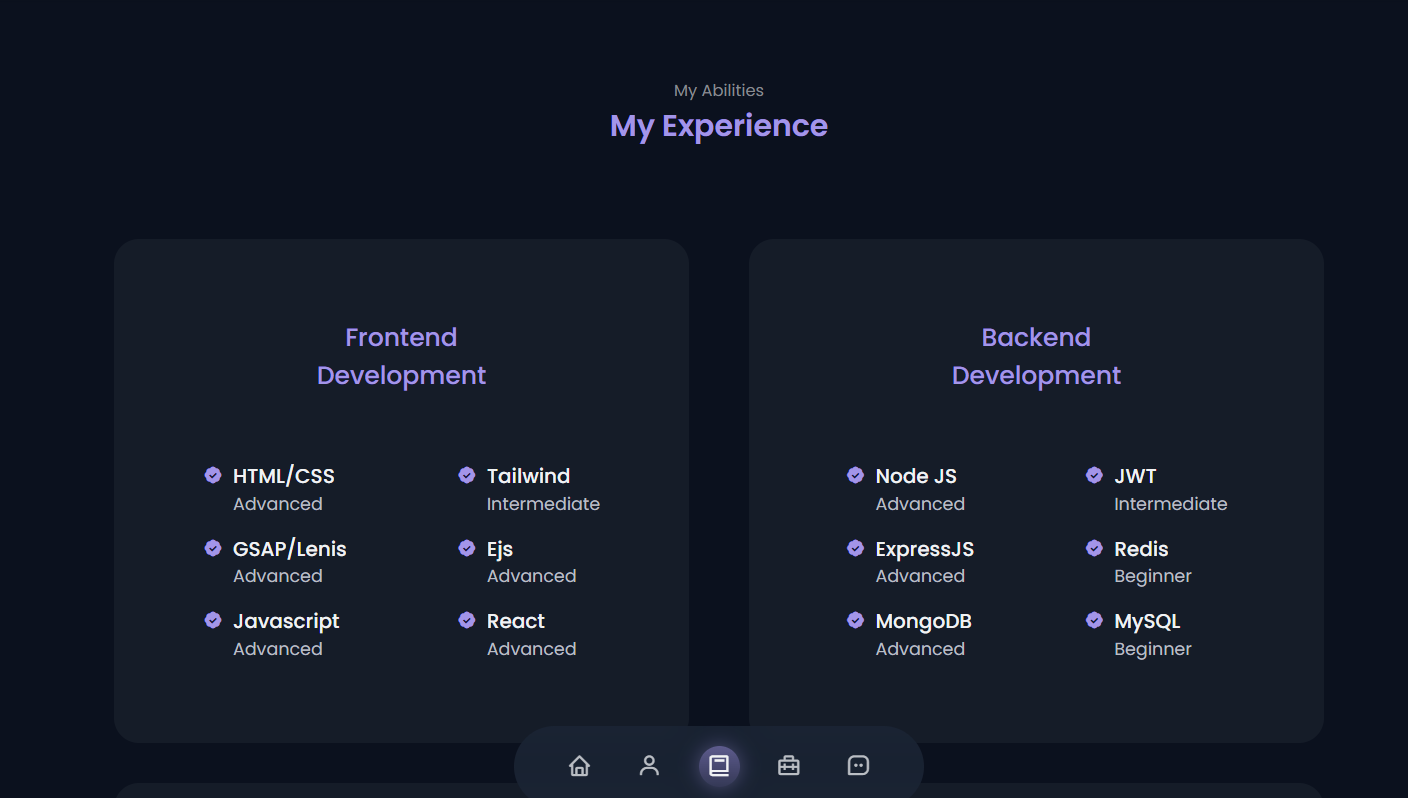 My Abilities
My Experience
Frontend
Development
HTML/CSS
Advanced
GSAP/Lenis
Advanced
Javascript
Advanced
Tailwind
Intermediate
Ejs
Advanced
React
Advanced
Backend
Development
Node JS
Advanced
ExpressJS
Advanced
MongoDB
Advanced
JWT
Intermediate
Redis
Beginner
MySQL
Beginner